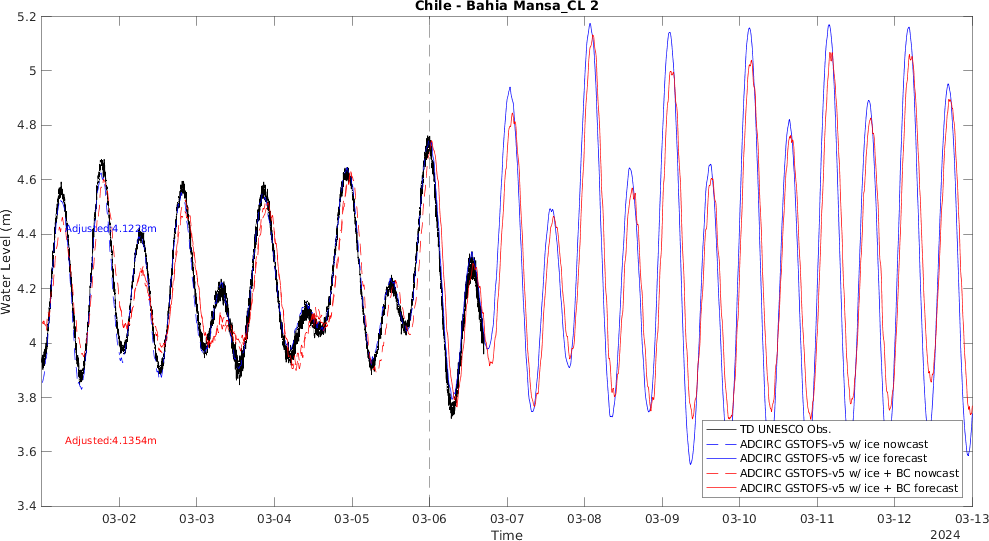 Chile - Bahia Mansa_CL 2
5.2
5
4.8
4.6
4.4
4.2
4
3.8
3.6
3.4
Water Level (m)
Adjusted:4.1228m
Adjusted:4.1354m
TD UNESCO Obs.
ADCIRC GSTOFS-v5 w/ ice nowcast
ADCIRC GSTOFS-v5 w/ ice forecast
ADCIRC GSTOFS-v5 w/ ice + BC nowcast
ADCIRC GSTOFS-v5 w/ ice + BC forecast
03-02 03-03 03-04 03-05 03-06 03-07 03-08 03-09 03-10 03-11 03-12 03-13
Time
2024